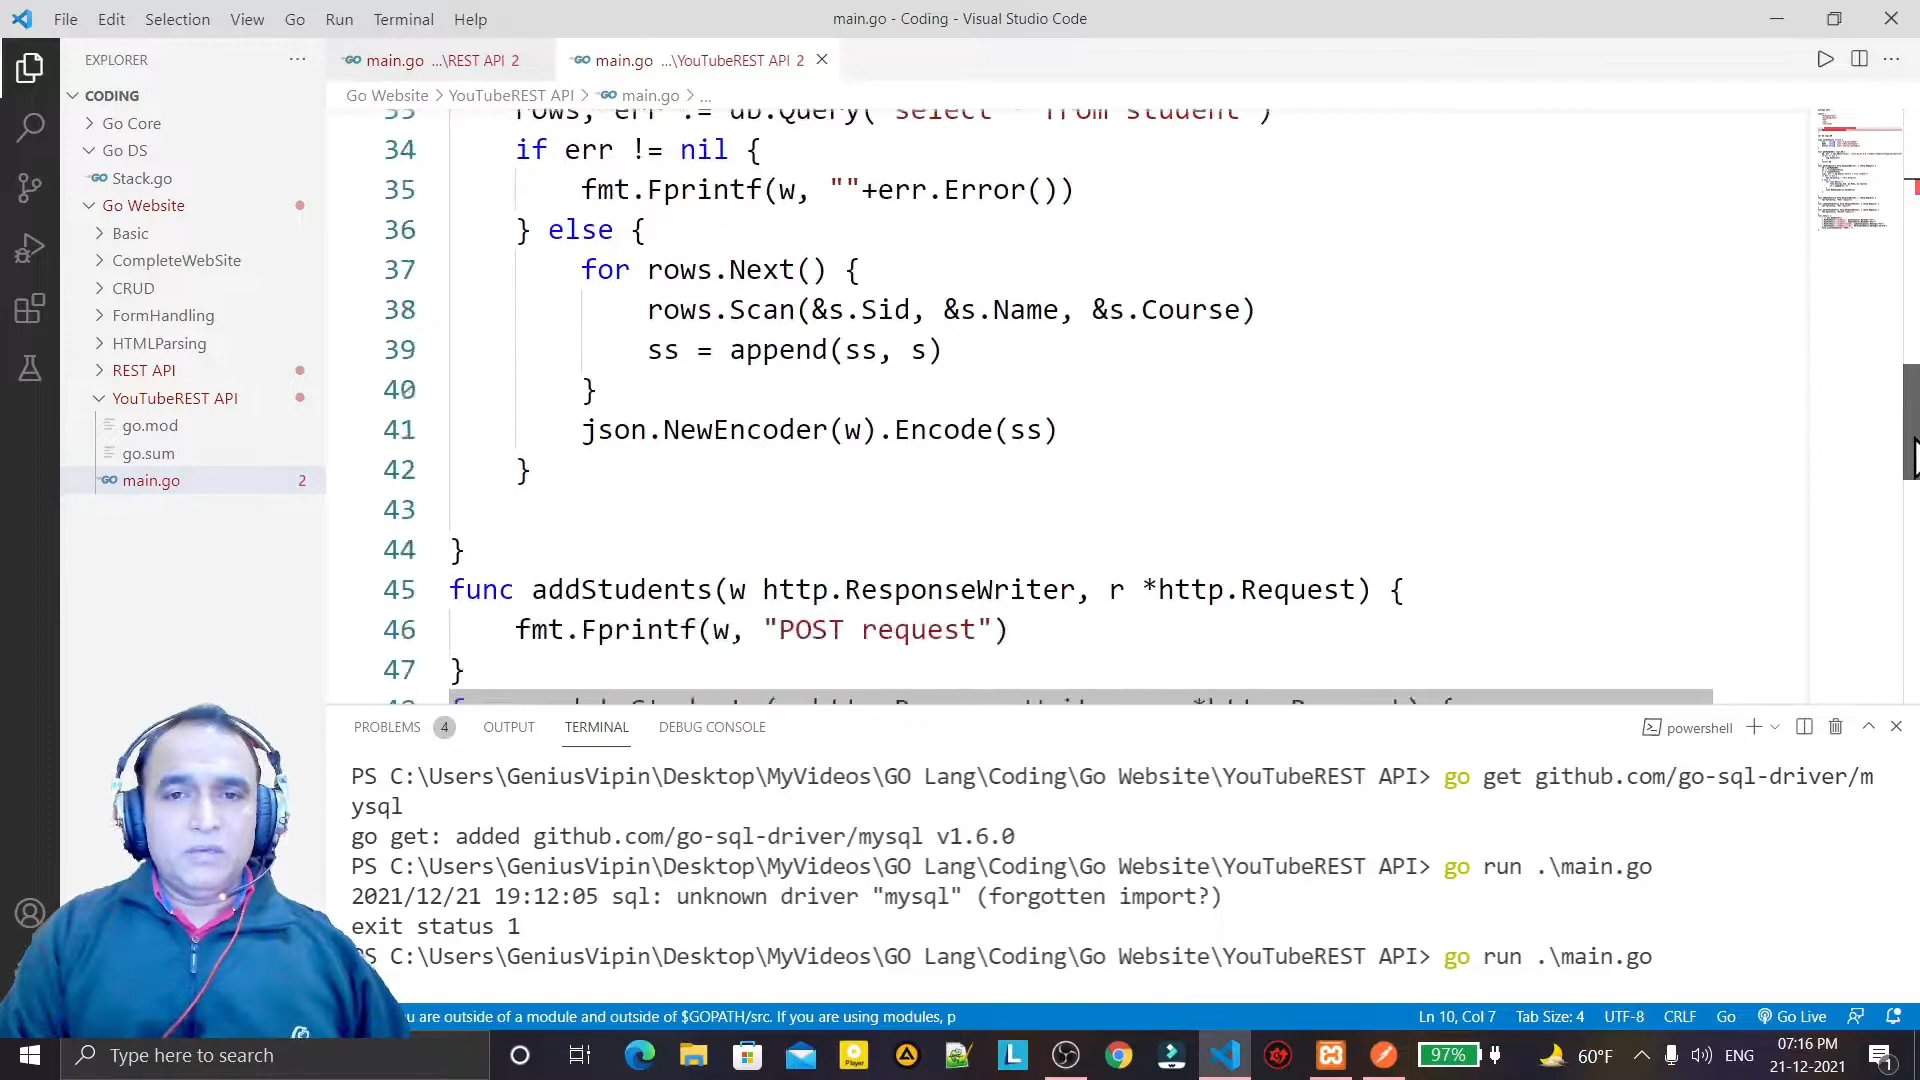 File Edit Selection View Go Run Terminal Help
main.go - Coding - Visual Studio Code
EXPLORER
CODING
Go Core
Go DS
Stack.go
Go Website
Basic
CompleteWebSite
CRUD
FormHandling
HTMLParsing
REST API
YouTubeREST API
go.mod
go.sum
main.go 2
main.go ...\REST API 2
main.go ...\YouTubeREST API 2
Go Website > YouTubeREST API > main.go > ...
33 rows, err := db.Query("select * from student")
34 if err != nil {
35 fmt.Fprintf(w, ""+err.Error())
36 } else {
37 for rows.Next() {
38 rows.Scan(&s.Sid, &s.Name, &s.Course)
39 ss = append(ss, s)
40 }
41 json.NewEncoder(w).Encode(ss)
42 }
43
44 }
45 func addStudents(w http.ResponseWriter, r *http.Request) {
46 fmt.Fprintf(w, "POST request")
47 }
PROBLEMS 4 OUTPUT TERMINAL DEBUG CONSOLE
powershell
PS C:\Users\GeniusVipin\Desktop\MyVideos\GO Lang\Coding\Go Website\YouTubeREST API> go get github.com/go-sql-driver/m
ysql
go get: added github.com/go-sql-driver/mysql v1.6.0
PS C:\Users\GeniusVipin\Desktop\MyVideos\GO Lang\Coding\Go Website\YouTubeREST API> go run .\main.go
2021/12/21 19:12:05 sql: unknown driver "mysql" (forgotten import?)
exit status 1
PS C:\Users\GeniusVipin\Desktop\MyVideos\GO Lang\Coding\Go Website\YouTubeREST API> go run .\main.go
you are outside of a module and outside of $GOPATH/src. If you are using modules, p
Ln 10, Col 7 Tab Size: 4 UTF-8 CRLF Go Go Live
Type here to search
97% 60°F ENG
07:16 PM
21-12-2021
1